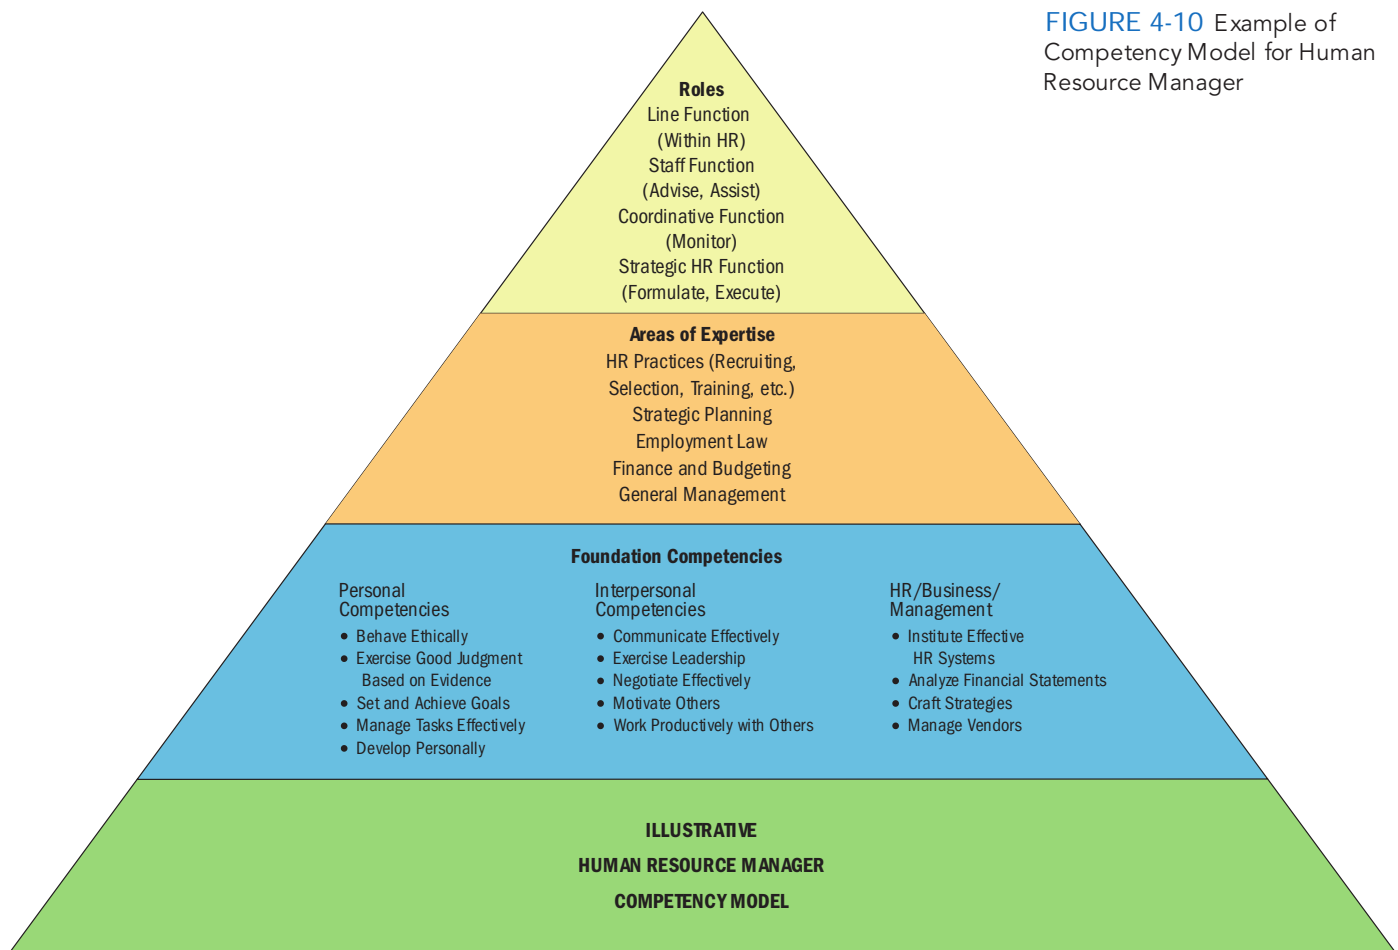 FIGURE 4-10 Example of
Competency Model for Human
Resource Manager
Roles
Line Function
(Within HR)
Staff Function
(Advise, Assist)
Coordinative Function
(Monitor)
Strategic HR Function
(Formulate, Execute)
Areas of Expertise
HR Practices (Recruiting,
Selection, Training, etc.)
Strategic Planning
Employment Law
Finance and Budgeting
General Management
Foundation Competencies
Personal
Competencies
• Behave Ethically
• Exercise Good Judgment
Based on Evidence
• Set and Achieve Goals
• Manage Tasks Effectively
• Develop Personally
Interpersonal
Competencies
• Communicate Effectively
• Exercise Leadership
• Negotiate Effectively
• Motivate Others
• Work Productively with Others
HR/Business/
Management
• Institute Effective
HR Systems
• Analyze Financial Statements
• Craft Strategies
• Manage Vendors
ILLUSTRATIVE
HUMAN RESOURCE MANAGER
COMPETENCY MODEL